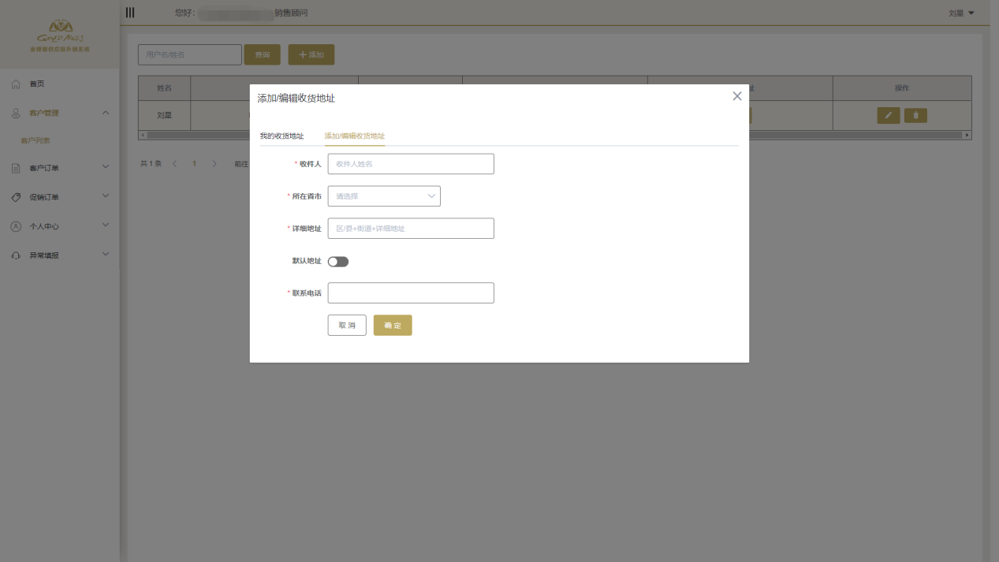 您好：
销售顾问
刘星
首页
客户管理
客户列表
客户订单
促销订单
个人中心
异常填报
用户名/姓名
查询
添加
姓名
操作
刘星
共 1 条
1
前往
添加/编辑收货地址
我的收货地址
添加/编辑收货地址
* 收件人
收件人姓名
* 所在省市
请选择
* 详细地址
区/县+街道+详细地址
默认地址
* 联系电话
取 消
确 定